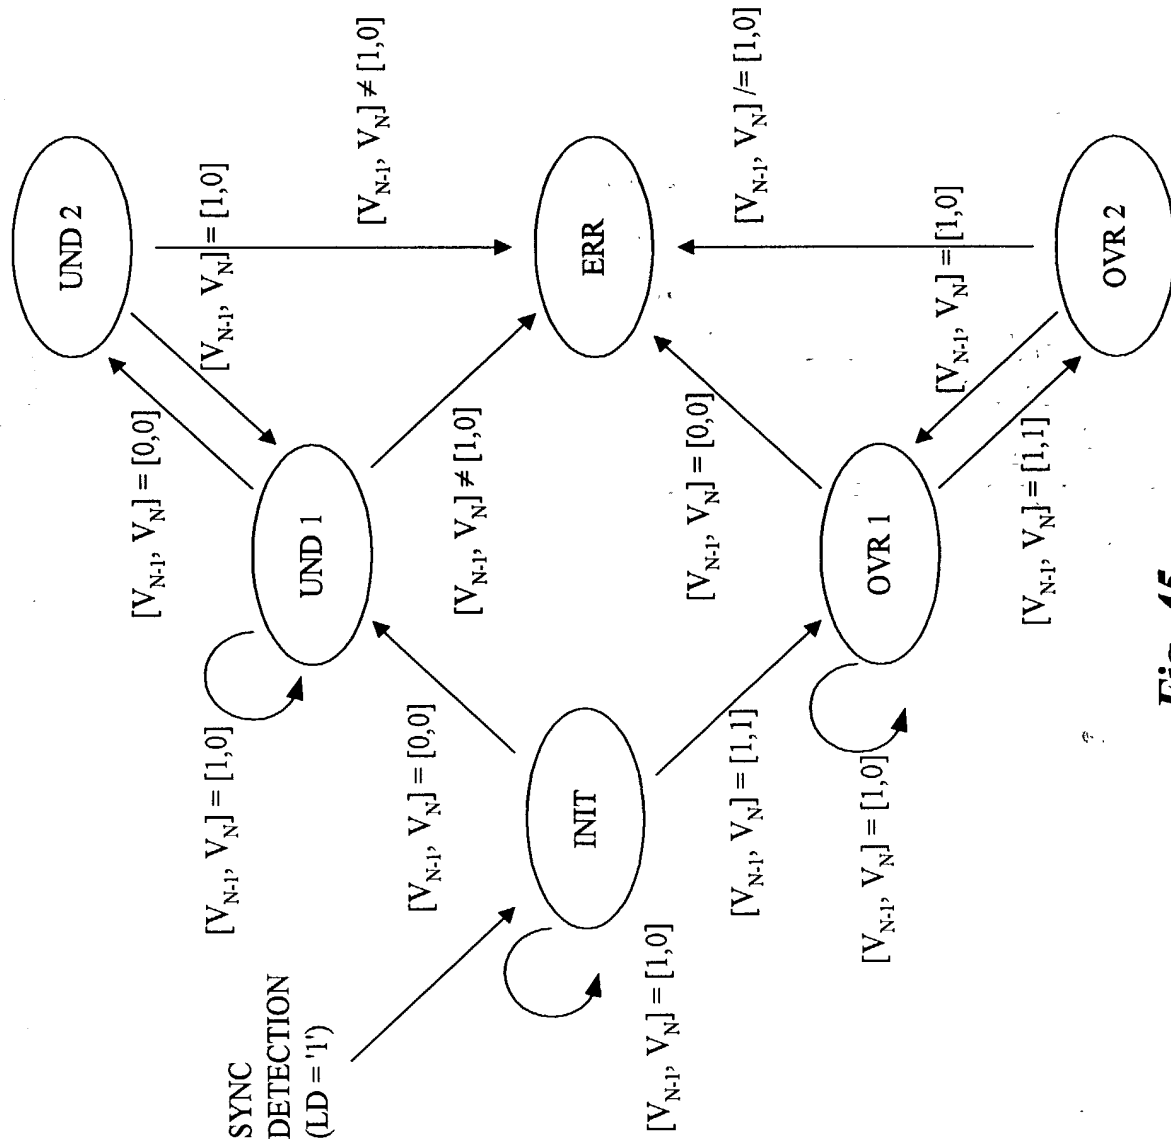 UND 2
[V_{N-1}, V_N] = [0,0]
[V_{N-1}, V_N] = [1,0]
[V_{N-1}, V_N] = [1,0]
SYNC
DETECTION
(LD = '1')
UND 1
[V_{N-1}, V_N] ≠ [1,0]
[V_{N-1}, V_N] = [0,0]
[V_{N-1}, V_N] ≠ [1,0]
INIT
ERR
[V_{N-1}, V_N] = [1,0]
[V_{N-1}, V_N] = [0,0]
[V_{N-1}, V_N] = [1,1]
[V_{N-1}, V_N] /= [1,0]
[V_{N-1}, V_N] = [1,0]
OVR 1
[V_{N-1}, V_N] = [1,0]
[V_{N-1}, V_N] = [1,1]
OVR 2
Fig. 45